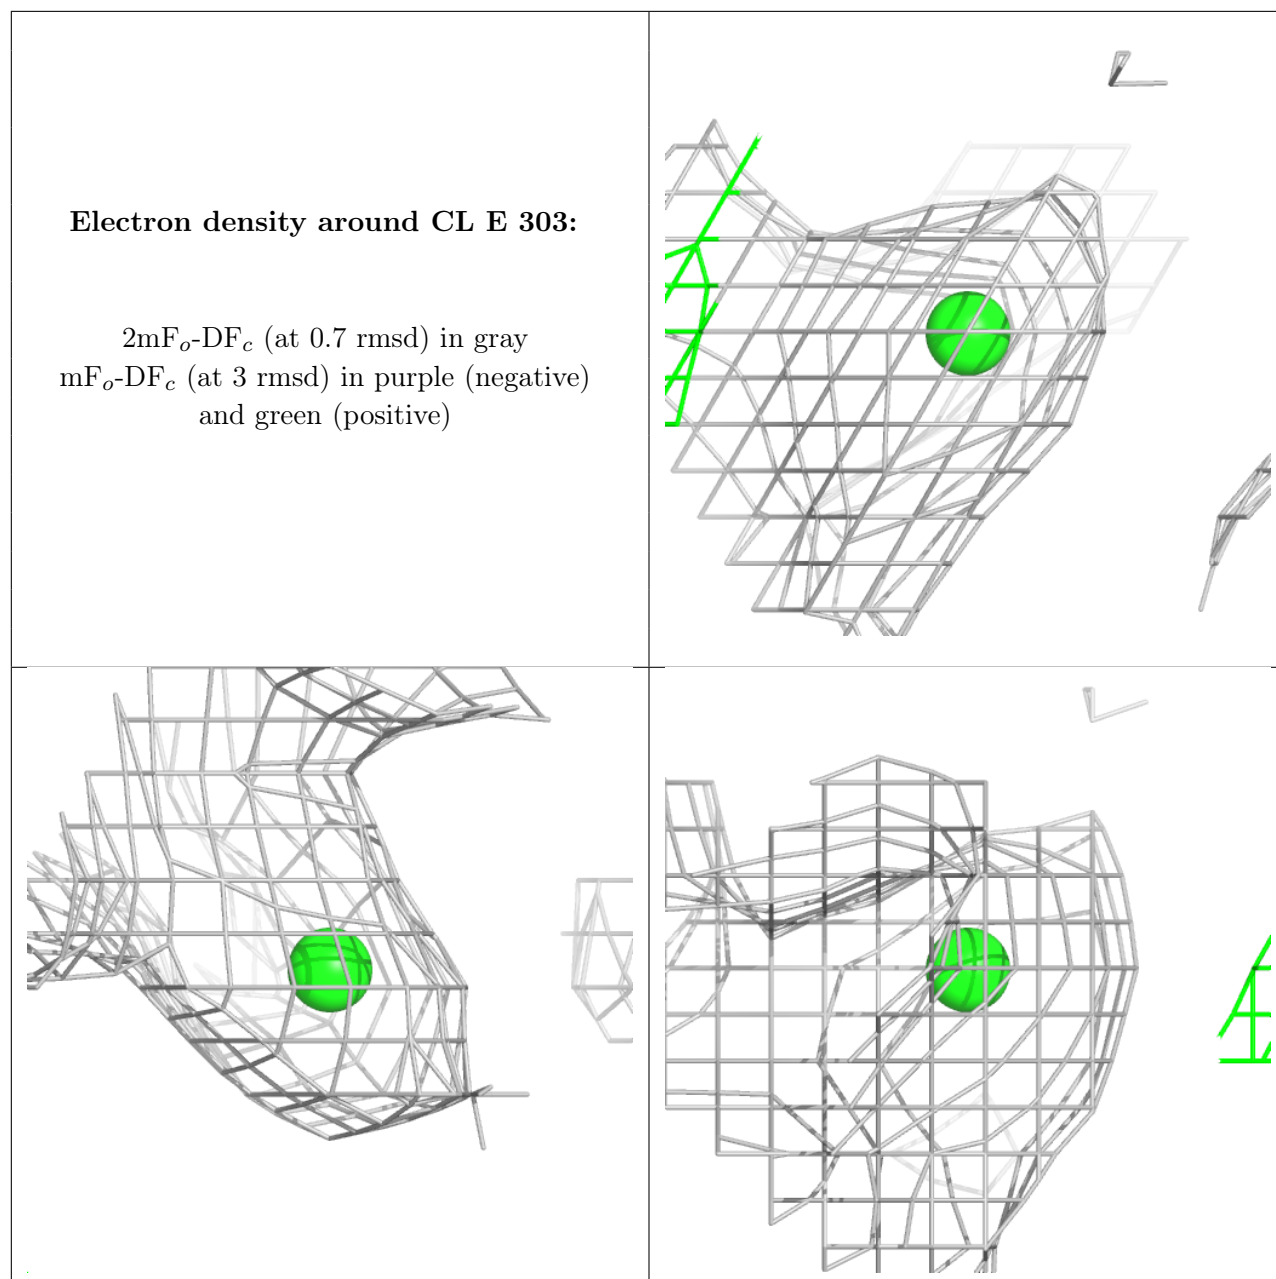 Electron density around CL E 303:
2mFo-DFc (at 0.7 rmsd) in gray
mFo-DFc (at 3 rmsd) in purple (negative)
and green (positive)